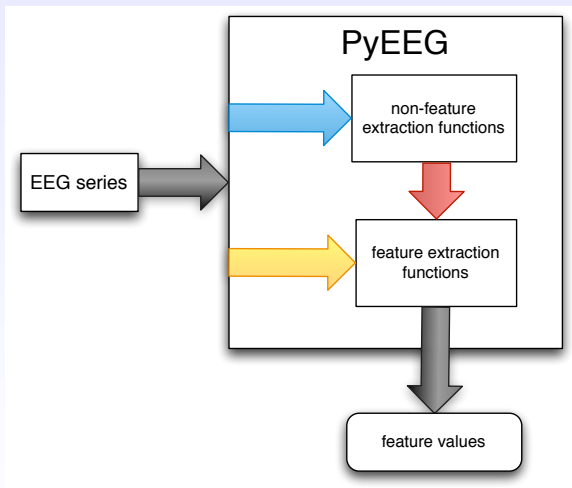 PyEEG
non-feature
extraction functions
EEG series
feature extraction
functions
feature values